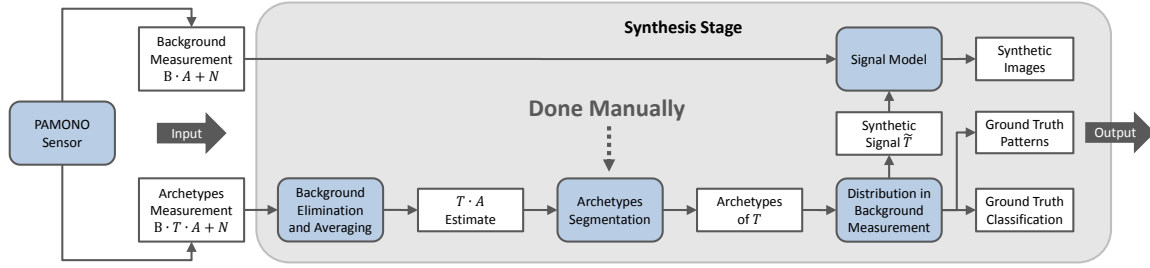 Synthesis Stage
PAMONO
Sensor
Input
Background
Measurement
B · A + N
Archetypes
Measurement
B · T · A + N
Background
Elimination
and Averaging
T · A
Estimate
Done Manually
Archetypes
Segmentation
Archetypes
of T
Signal Model
Synthetic
Signal T̃
Distribution in
Background
Measurement
Synthetic
Images
Ground Truth
Patterns
Ground Truth
Classification
Output